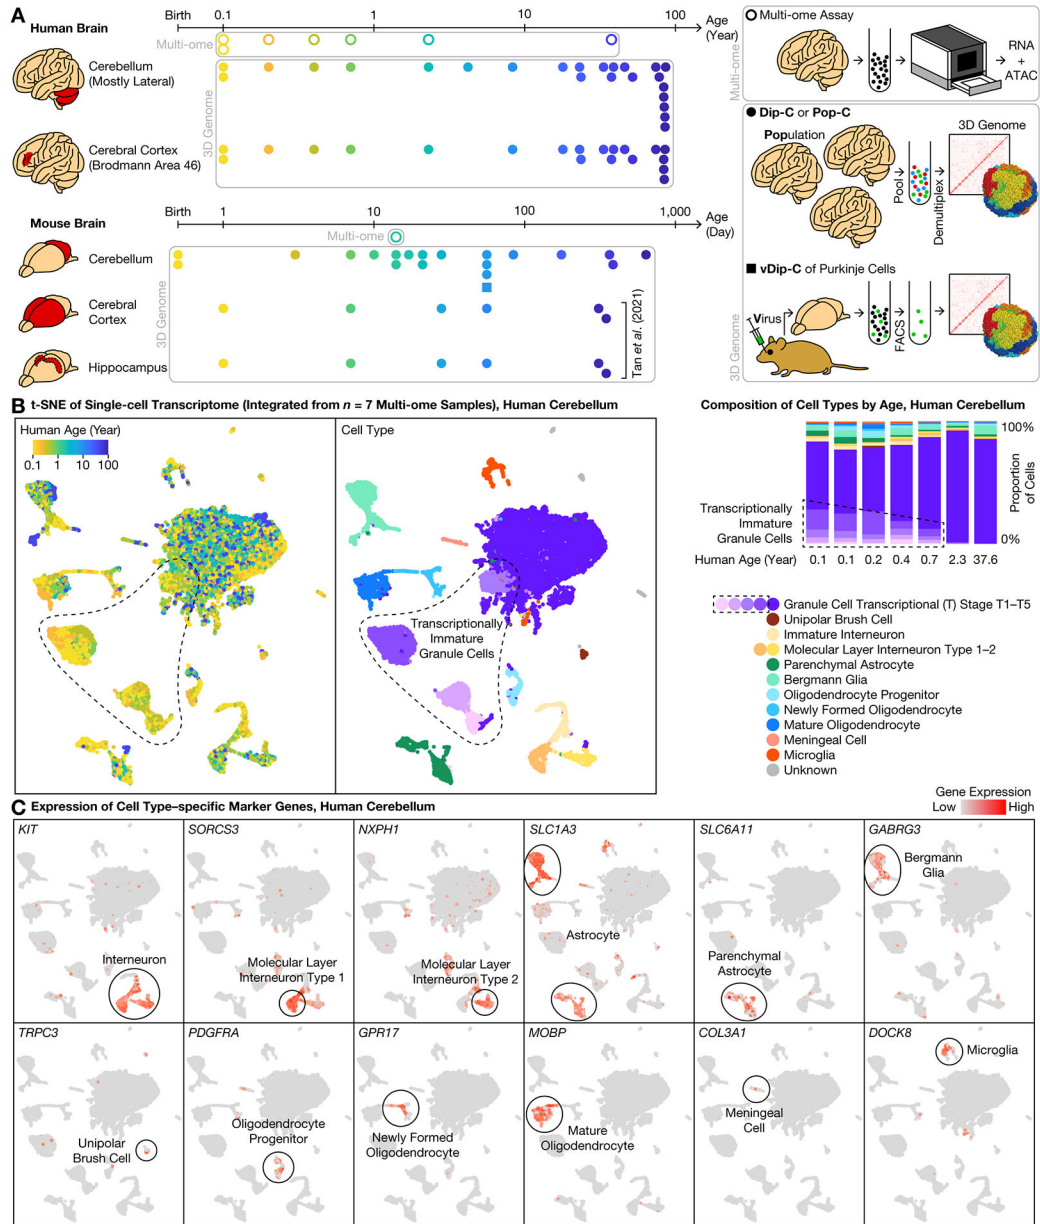 A
Human Brain
Birth
0.1
1
10
100
Age
(Year)
Multi-ome
Cerebellum
(Mostly Lateral)
3D Genome
Cerebral Cortex
(Brodmann Area 46)
Mouse Brain
Birth
1
10
100
1,000
Age
(Day)
Multi-ome
Cerebellum
3D Genome
Cerebral
Cortex
Hippocampus
Tan et al. (2021)
Multi-ome
Multi-ome Assay
RNA
+
ATAC
3D Genome
Dip-C or Pop-C
Population
3D Genome
Pool
Demultiplex
vDip-C of Purkinje Cells
Virus
FACS
B
t-SNE of Single-cell Transcriptome (Integrated from n = 7 Multi-ome Samples), Human Cerebellum
Human Age (Year)
0.1 1 10 100
Cell Type
Transcriptionally
Immature
Granule Cells
Composition of Cell Types by Age, Human Cerebellum
100%
Proportion
of Cells
0%
Transcriptionally
Immature
Granule Cells
Human Age (Year) 0.1 0.1 0.2 0.4 0.7 2.3 37.6
Granule Cell Transcriptional (T) Stage T1–T5
Unipolar Brush Cell
Immature Interneuron
Molecular Layer Interneuron Type 1–2
Parenchymal Astrocyte
Bergmann Glia
Oligodendrocyte Progenitor
Newly Formed Oligodendrocyte
Mature Oligodendrocyte
Meningeal Cell
Microglia
Unknown
C
Expression of Cell Type–specific Marker Genes, Human Cerebellum
Gene Expression
Low High
KIT
Interneuron
SORCS3
Molecular Layer
Interneuron Type 1
NXPH1
Molecular Layer
Interneuron Type 2
SLC1A3
Astrocyte
SLC6A11
Parenchymal
Astrocyte
GABRG3
Bergmann
Glia
TRPC3
Unipolar
Brush Cell
PDGFRA
Oligodendrocyte
Progenitor
GPR17
Newly Formed
Oligodendrocyte
MOBP
Mature
Oligodendrocyte
COL3A1
Meningeal
Cell
DOCK8
Microglia